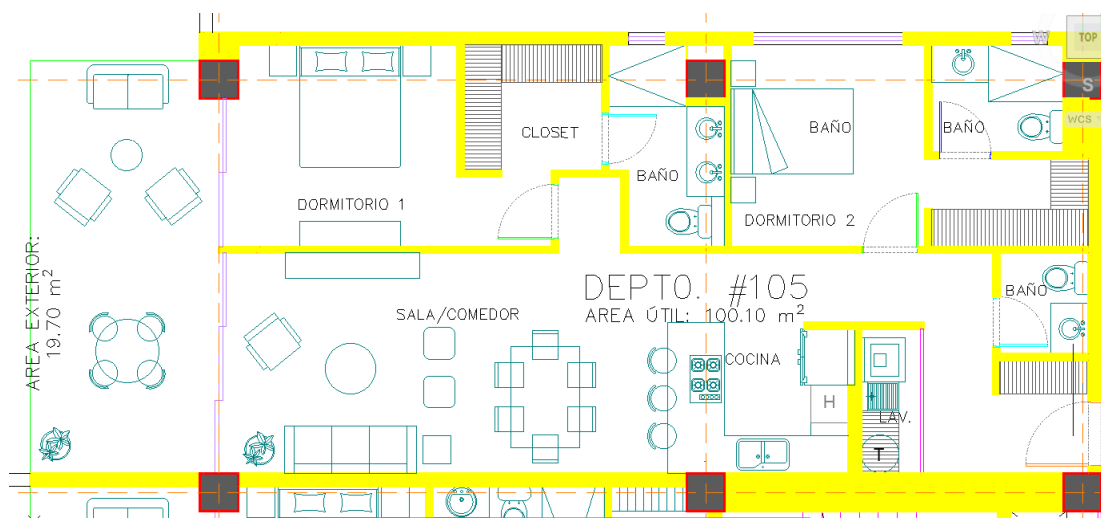 W
TOP
S
WCS
CLOSET
BAÑO
BAÑO
BAÑO
DORMITORIO 1
DORMITORIO 2
AREA EXTERIOR:
19.70 m²
DEPTO. #105
AREA ÚTIL: 100.10 m²
SALA/COMEDOR
BAÑO
COCINA
H
LAV.
T